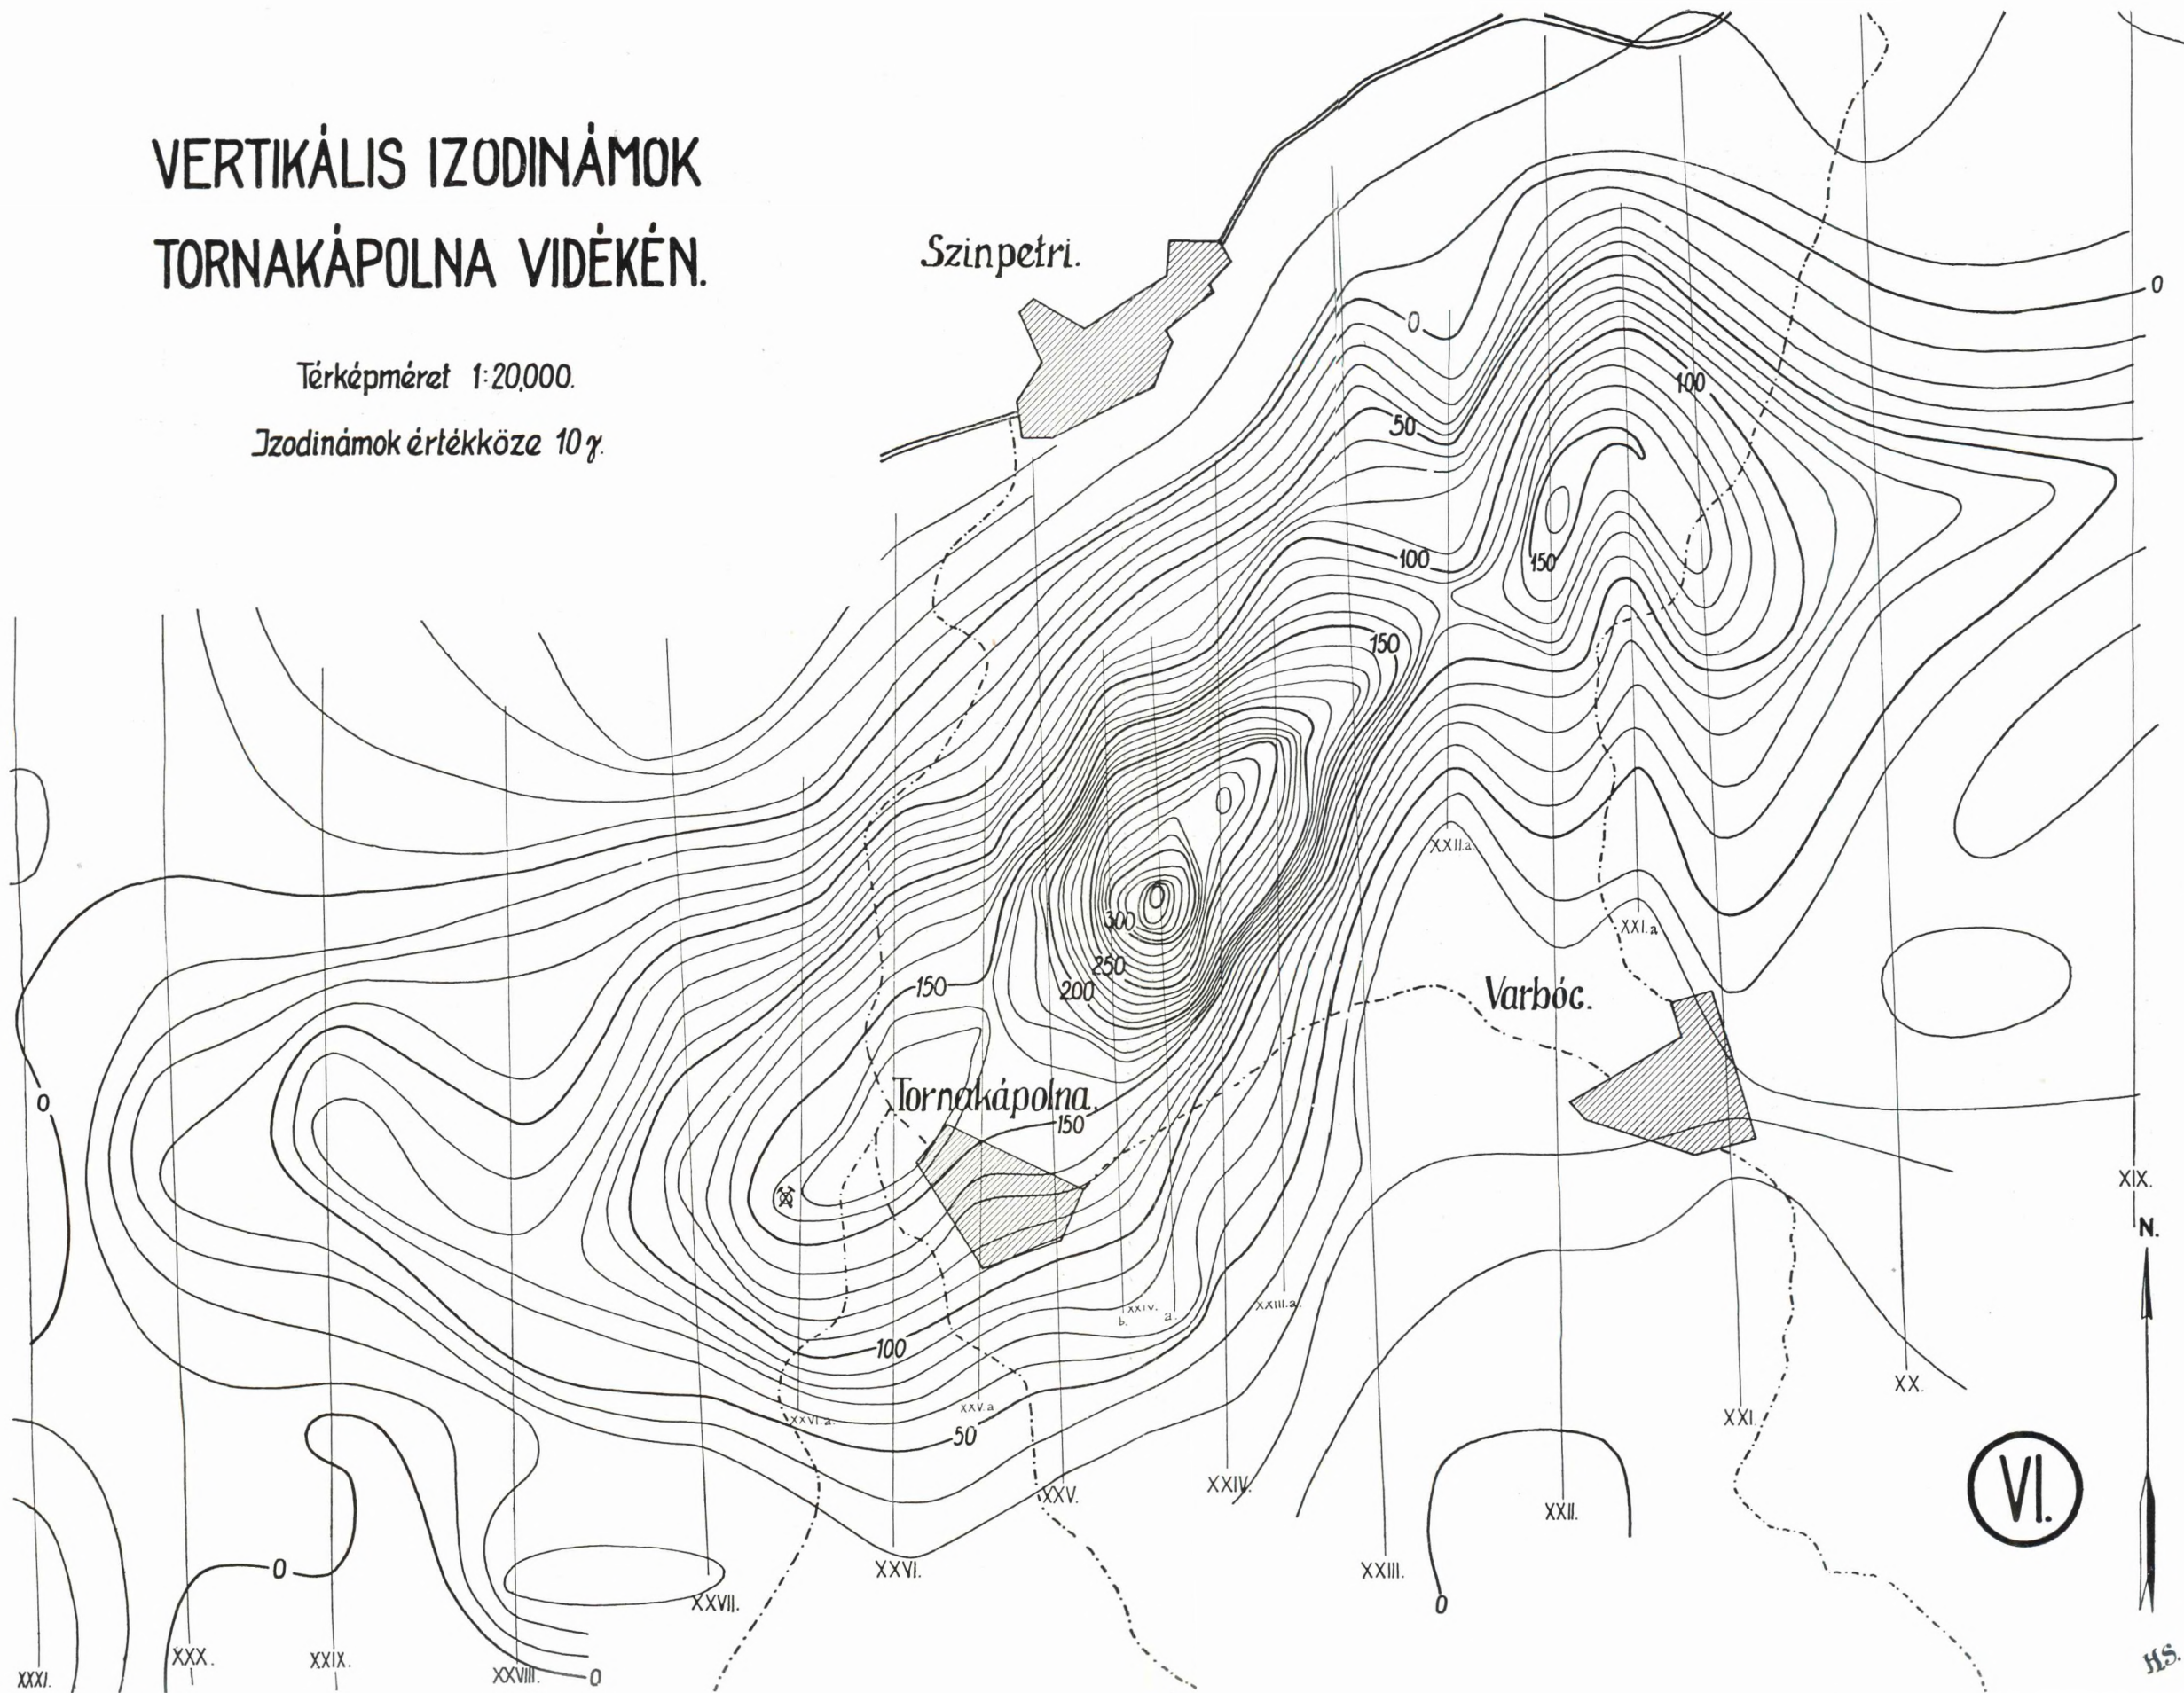 VERTIKÁLIS IZODINÁMOK
TORNAKÁPOLNA VIDÉKÉN.
Térképméret 1:20,000.
Izodinámok értékköze 10 γ.
Szinpetri.
0
0
100
50
100
150
150
XXII.a.
300
XXI.a
250
150
200
Varbóc.
Tornakápolna.
0
150
XIX.
N.
XXIV.
b.
a.
XXIII.a.
100
XX.
XXVI.a.
XXV.a
XXI.
50
XXIV.
XXV.
XXII.
VI.
0
XXVI.
XXIII.
XXVII.
0
XXX.
XXIX.
XXXI.
XXVIII.
0
H.S.